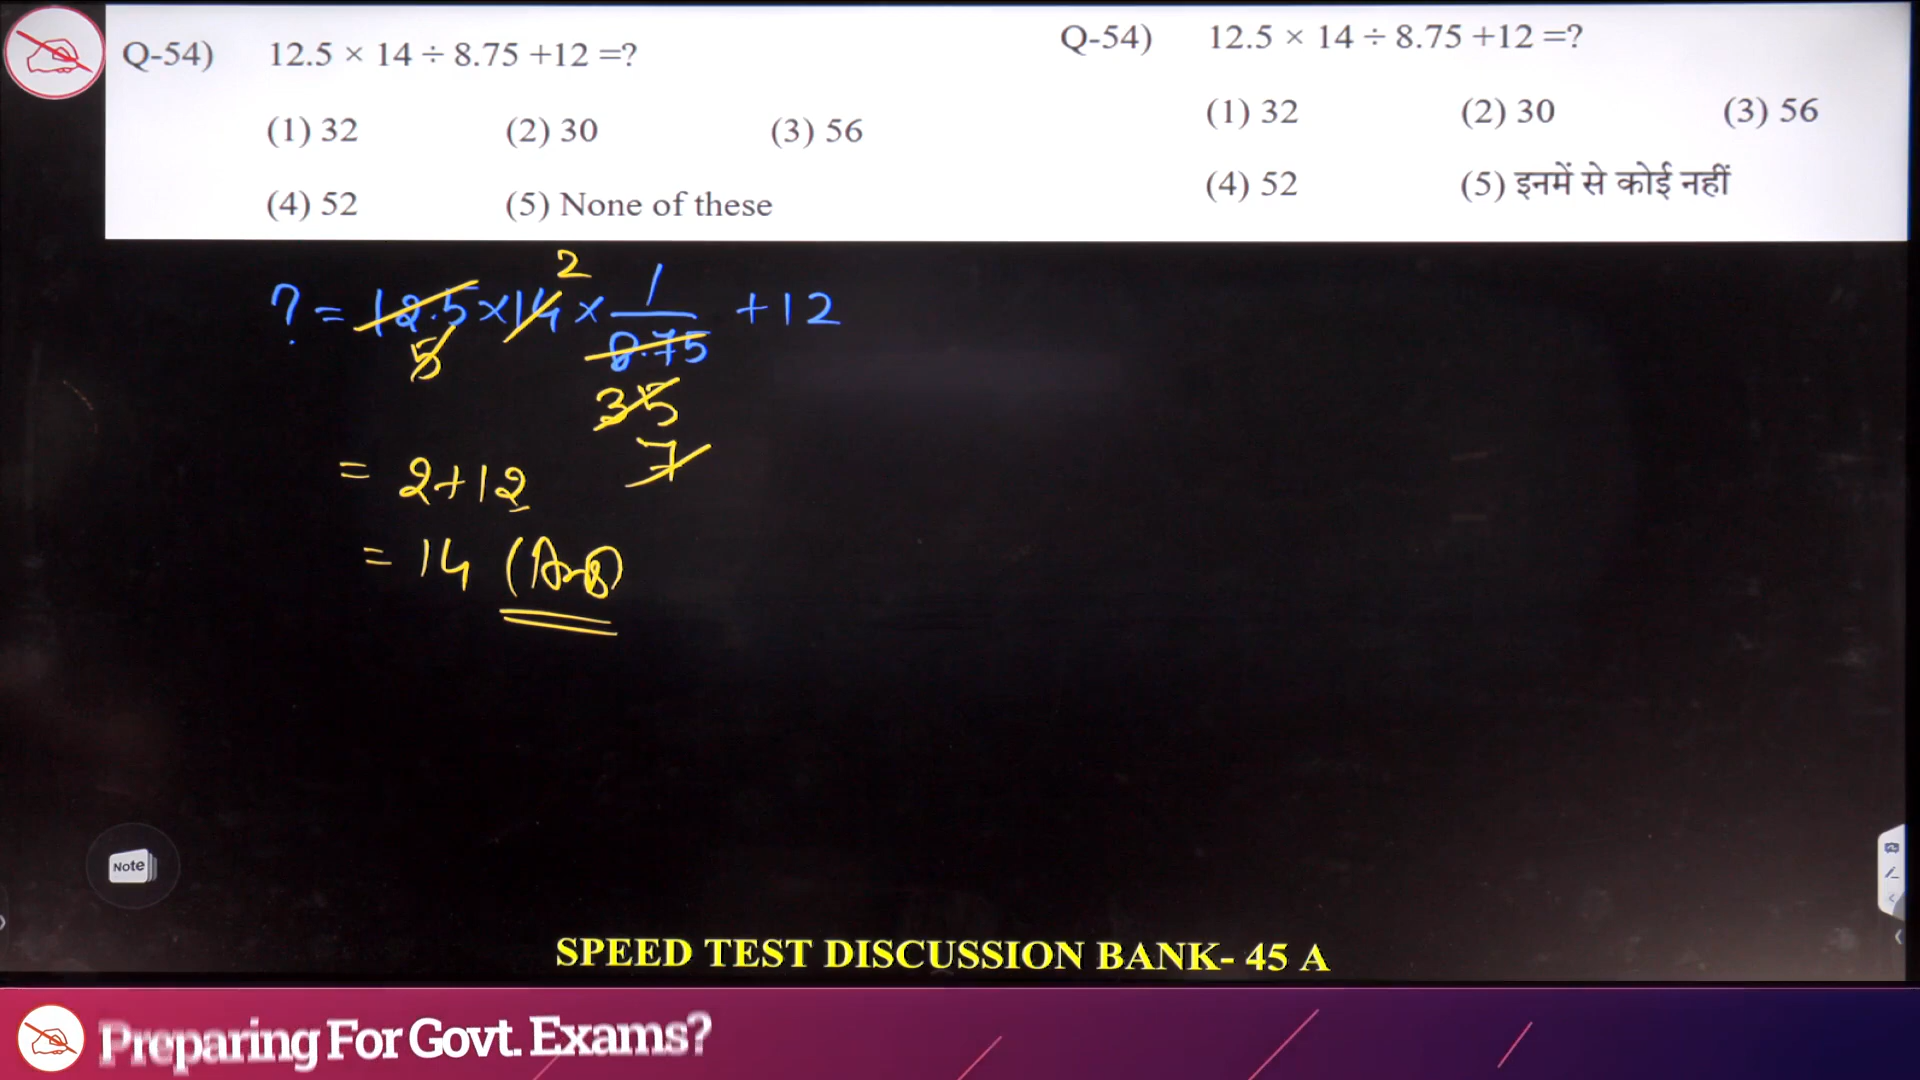 Q-54) 12.5 × 14 ÷ 8.75 +12 =?
(1) 32 (2) 30 (3) 56
(4) 52 (5) None of these
Q-54) 12.5 × 14 ÷ 8.75 +12 =?
(1) 32 (2) 30 (3) 56
(4) 52 (5) इनमें से कोई नहीं
2
? = 12.5 × 14 × 1/8.75 + 12
5
35
7
= 2+12
= 14 (Ans)
Note
SPEED TEST DISCUSSION BANK- 45 A
Preparing For Govt. Exams?